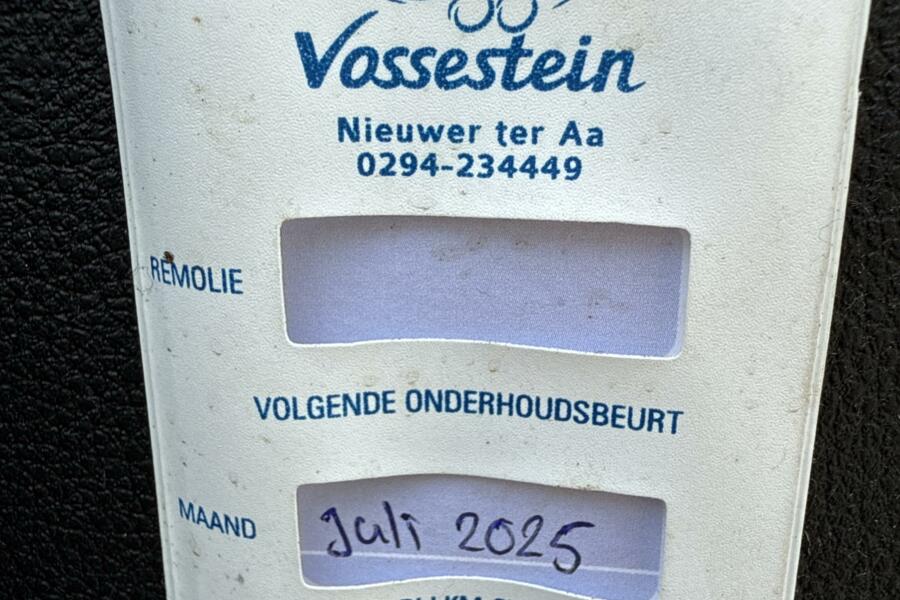 Vossestein
Nieuwer ter Aa
0294-234449
REMOLIE
VOLGENDE ONDERHOUDSBEURT
MAAND Juli 2025